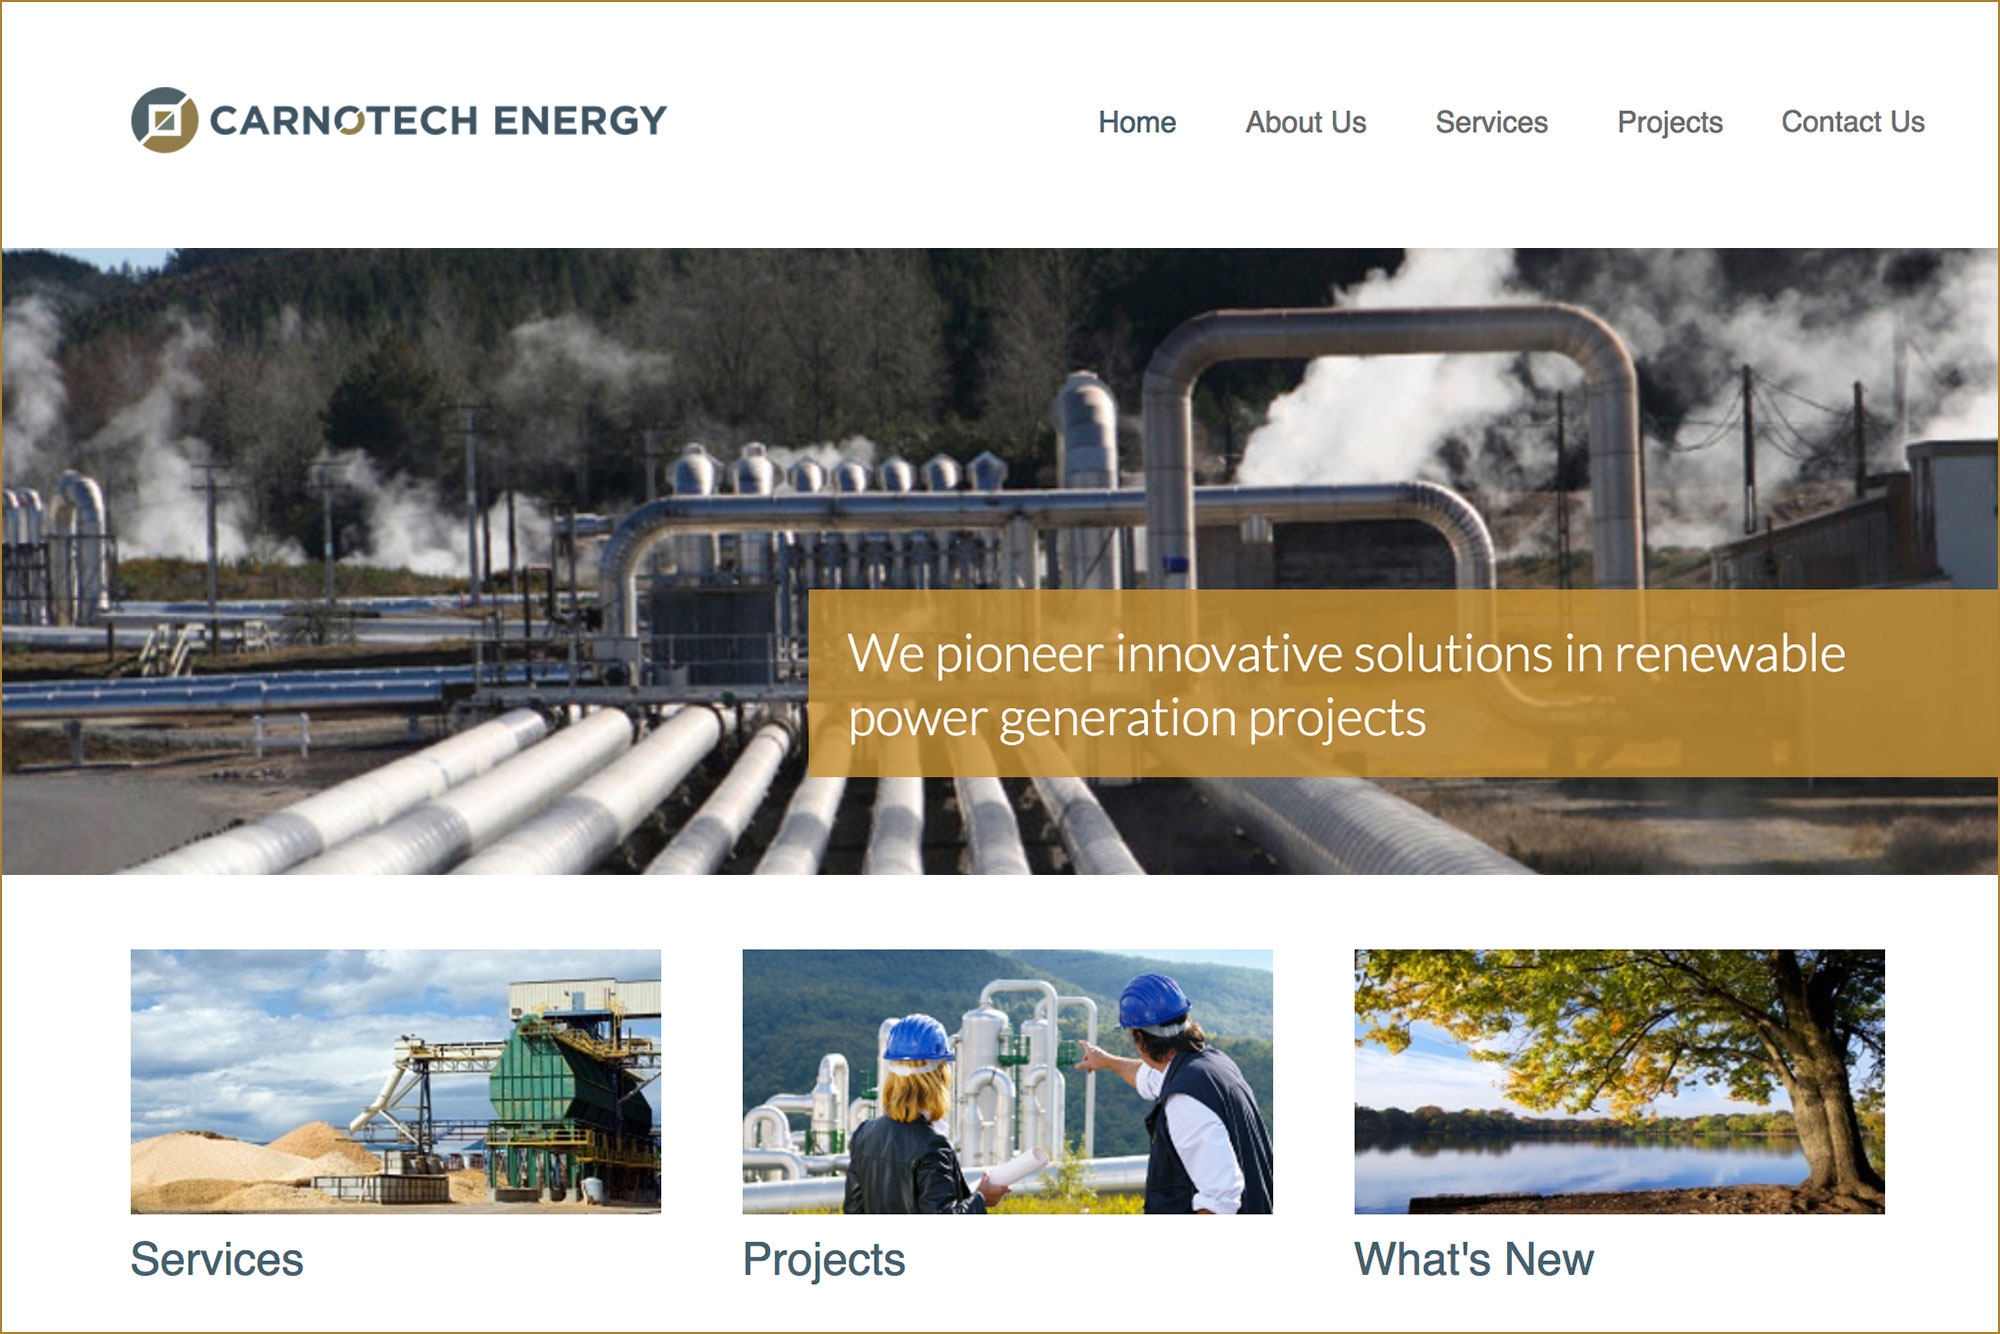 CARNOTECH ENERGY
Home
About Us
Services
Projects
Contact Us
We pioneer innovative solutions in renewable
power generation projects
Services
Projects
What's New